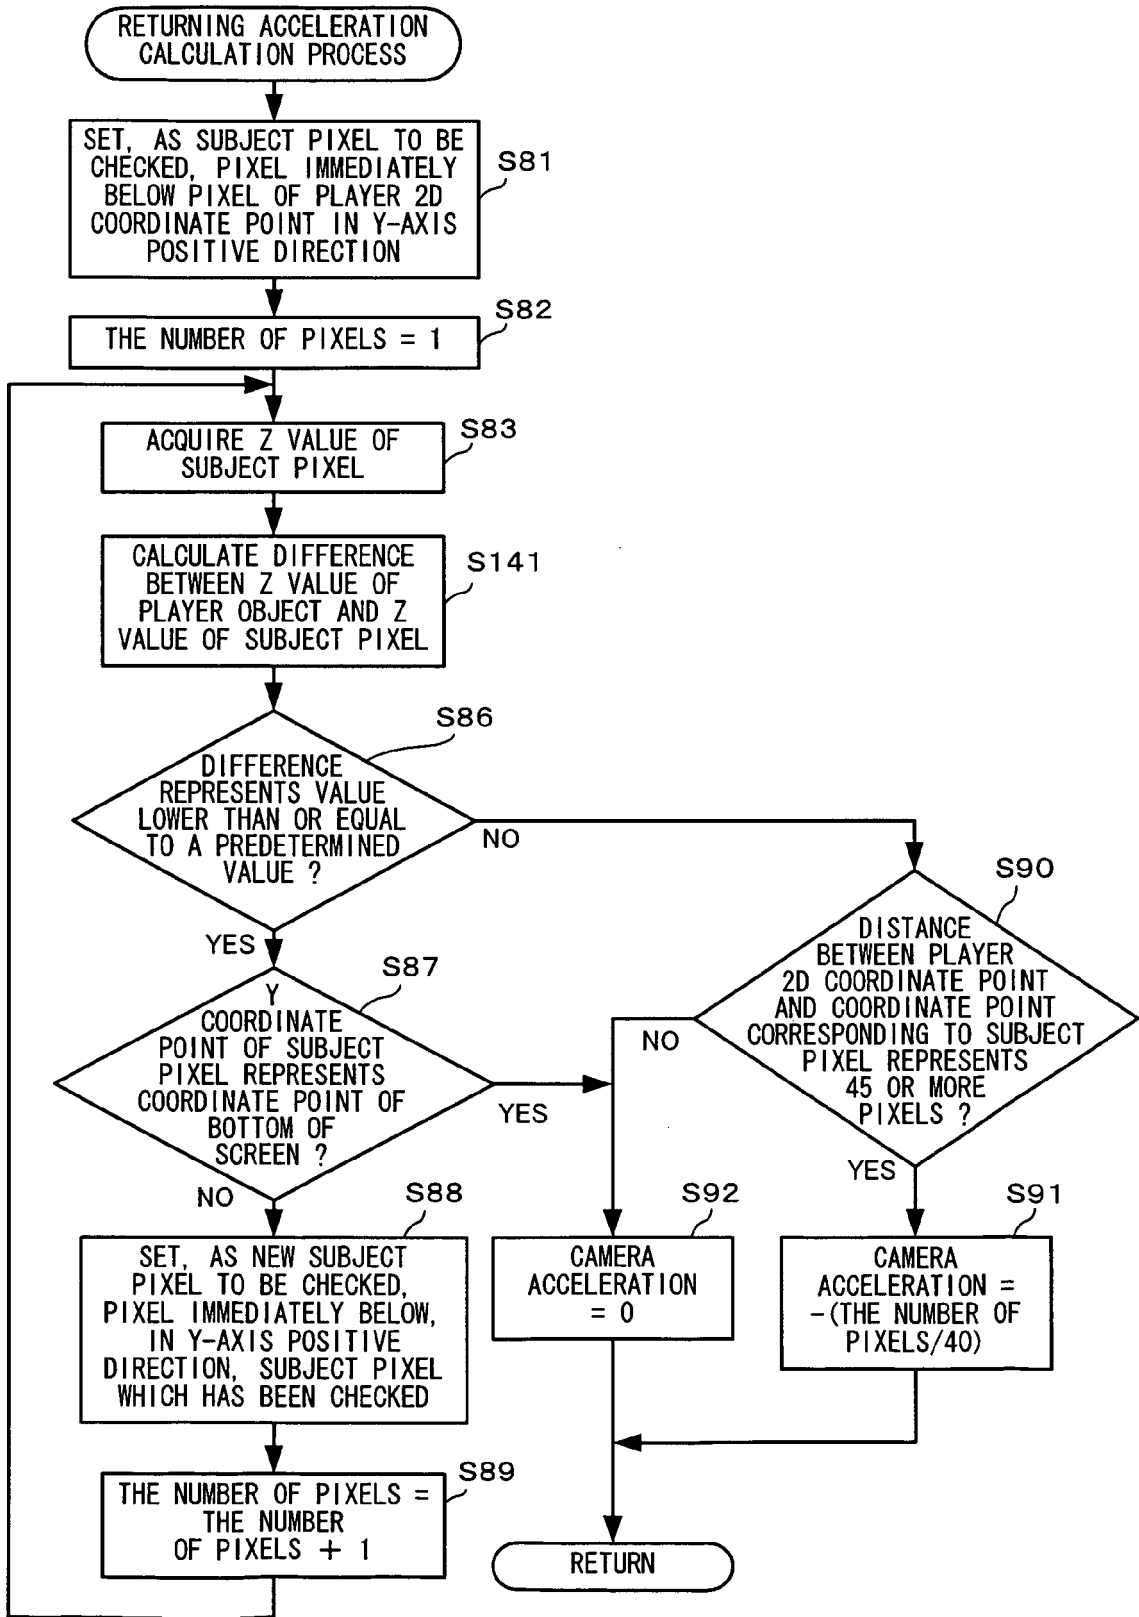 RETURNING ACCELERATION
CALCULATION PROCESS
SET, AS SUBJECT PIXEL TO BE
CHECKED, PIXEL IMMEDIATELY
BELOW PIXEL OF PLAYER 2D
COORDINATE POINT IN Y-AXIS
POSITIVE DIRECTION
S81
THE NUMBER OF PIXELS = 1
S82
ACQUIRE Z VALUE OF
SUBJECT PIXEL
S83
CALCULATE DIFFERENCE
BETWEEN Z VALUE OF
PLAYER OBJECT AND Z
VALUE OF SUBJECT PIXEL
S141
S86
DIFFERENCE
REPRESENTS VALUE
LOWER THAN OR EQUAL
TO A PREDETERMINED
VALUE ?
NO
YES
S90
DISTANCE
BETWEEN PLAYER
2D COORDINATE POINT
AND COORDINATE POINT
CORRESPONDING TO SUBJECT
PIXEL REPRESENTS
45 OR MORE
PIXELS ?
NO
YES
S87
Y
COORDINATE
POINT OF SUBJECT
PIXEL REPRESENTS
COORDINATE POINT OF
BOTTOM OF
SCREEN ?
YES
NO
S88
SET, AS NEW SUBJECT
PIXEL TO BE CHECKED,
PIXEL IMMEDIATELY BELOW,
IN Y-AXIS POSITIVE
DIRECTION, SUBJECT PIXEL
WHICH HAS BEEN CHECKED
S92
CAMERA
ACCELERATION
= 0
S91
CAMERA
ACCELERATION =
-(THE NUMBER OF
PIXELS/40)
S89
THE NUMBER OF PIXELS =
THE NUMBER
OF PIXELS + 1
RETURN